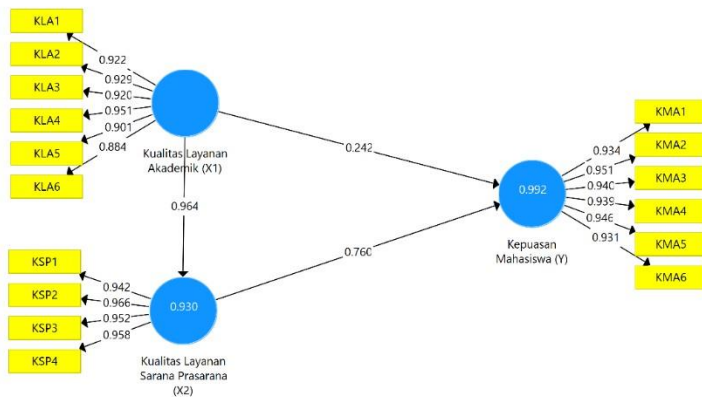 KLA1
KLA2
KLA3
KLA4
KLA5
KLA6
0.922
0.929
0.920
0.951
0.901
0.884
Kualitas Layanan
Akademik (X1)
0.242
0.964
0.760
KSP1
KSP2
KSP3
KSP4
0.942
0.966
0.952
0.958
0.930
Kualitas Layanan
Sarana Prasarana
(X2)
0.992
Kepuasan
Mahasiswa (Y)
0.934
0.951
0.940
0.939
0.946
0.931
KMA1
KMA2
KMA3
KMA4
KMA5
KMA6